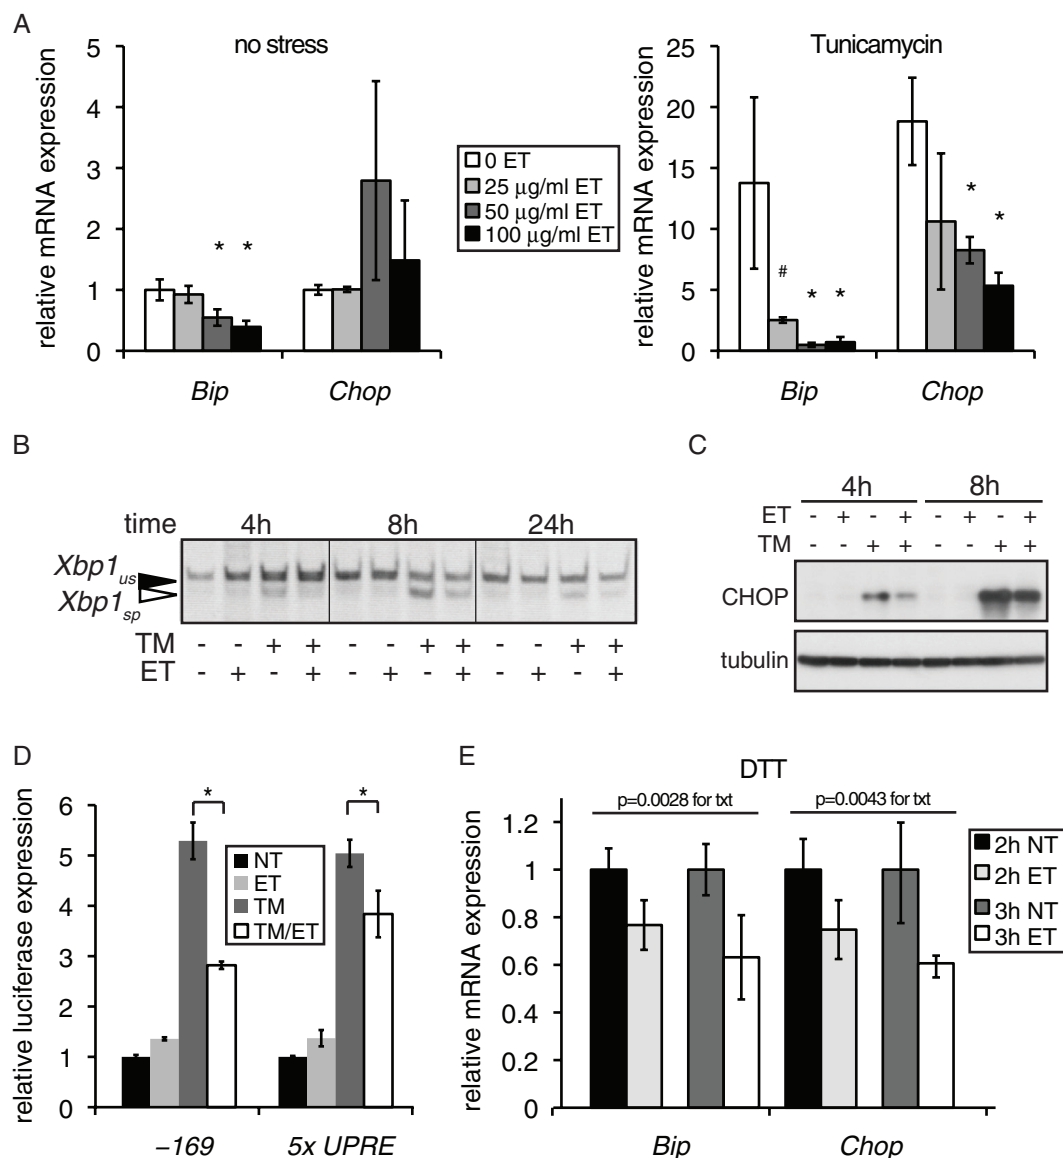 A
no stress
Tunicamycin
relative mRNA expression
5
4
3
2
1
0
* *
Bip Chop
0 ET
25 µg/ml ET
50 µg/ml ET
100 µg/ml ET
relative mRNA expression
25
20
15
10
5
0
#
* *
*
*
Bip Chop
B
time 4h 8h 24h
Xbp1us
Xbp1sp
TM - - + + - - + + - - + +
ET - + - + - + - + - + - +
C
4h 8h
ET - + - + - + - +
TM - - + + - - + +
CHOP
tubulin
D
relative luciferase expression
6
5
4
3
2
1
0
* *
NT
ET
TM
TM/ET
–169 5x UPRE
E
DTT
p=0.0028 for txt p=0.0043 for txt
relative mRNA expression
1.2
1
0.8
0.6
0.4
0.2
0
2h NT
2h ET
3h NT
3h ET
Bip Chop